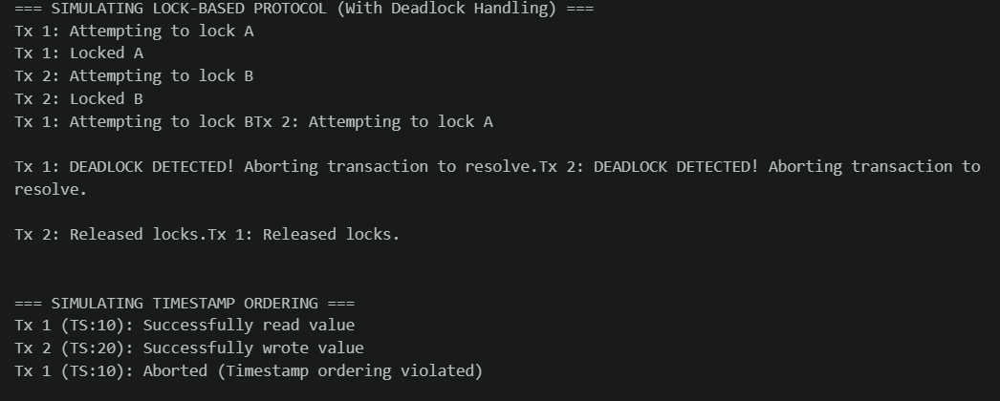 === SIMULATING LOCK-BASED PROTOCOL (With Deadlock Handling) ===
Tx 1: Attempting to lock A
Tx 1: Locked A
Tx 2: Attempting to lock B
Tx 2: Locked B
Tx 1: Attempting to lock BTx 2: Attempting to lock A
Tx 1: DEADLOCK DETECTED! Aborting transaction to resolve.Tx 2: DEADLOCK DETECTED! Aborting transaction to
resolve.
Tx 2: Released locks.Tx 1: Released locks.
=== SIMULATING TIMESTAMP ORDERING ===
Tx 1 (TS:10): Successfully read value
Tx 2 (TS:20): Successfully wrote value
Tx 1 (TS:10): Aborted (Timestamp ordering violated)